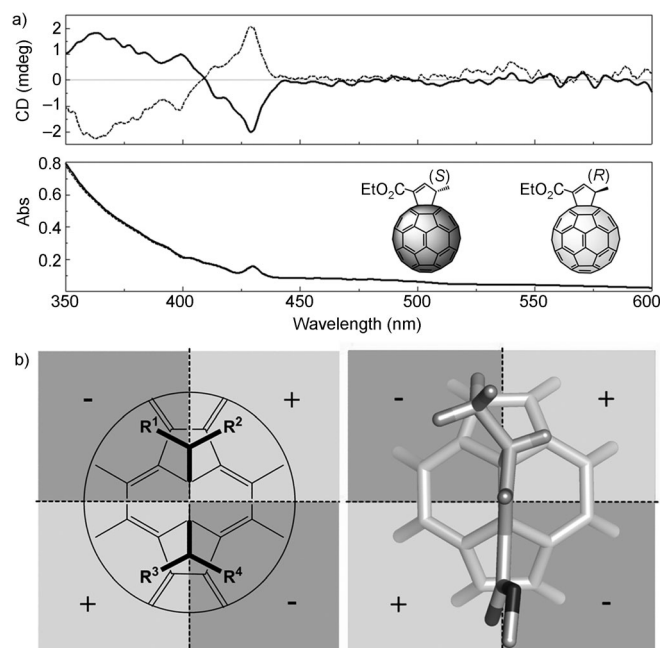 a)
2
1
0
−1
−2
CD (mdeg)
0.8
0.6
0.4
0.2
Abs
EtO₂C
(S)
EtO₂C
(R)
350 400 450 500 550 600
Wavelength (nm)
b)
- + - +
R¹ R²
R³ R⁴
+ - + -